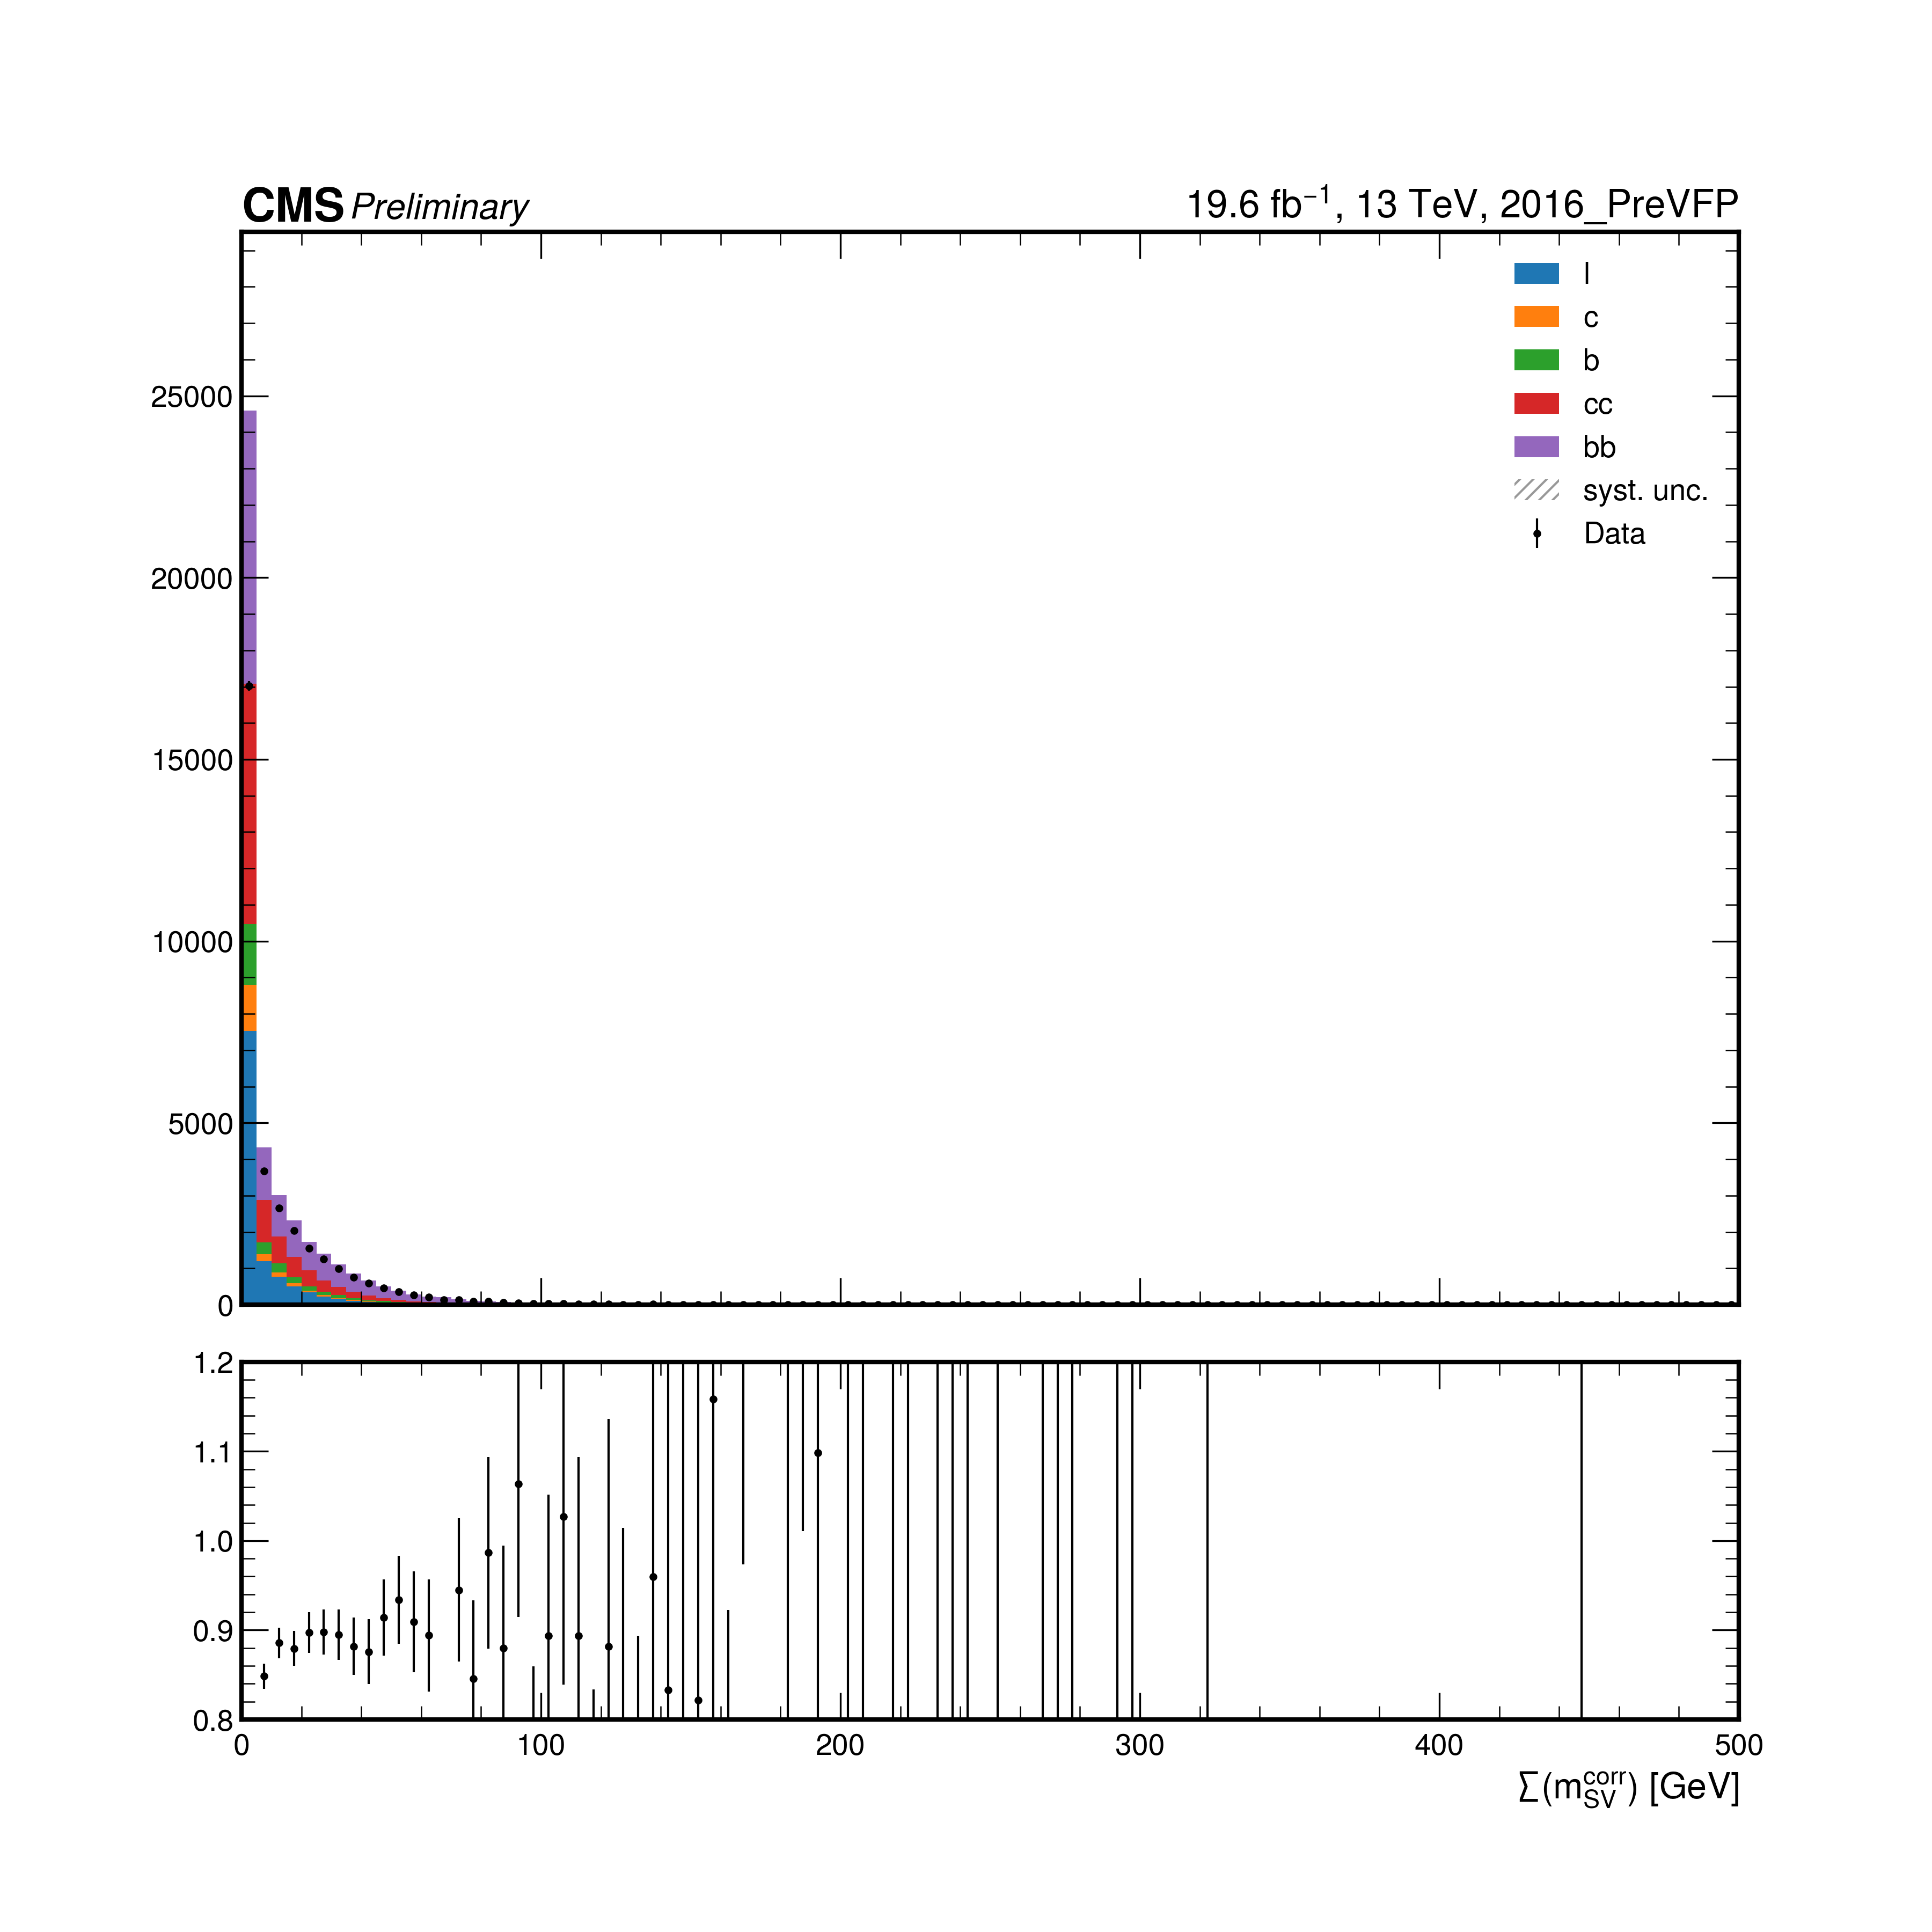 CMS Preliminary 19.6 fb⁻¹, 13 TeV, 2016_PreVFP
l
c
b
cc
bb
syst. unc.
Data
25000
20000
15000
10000
5000
0
1.2
1.1
1.0
0.9
0.8
0 100 200 300 400 500
Σ(m_SV^corr) [GeV]